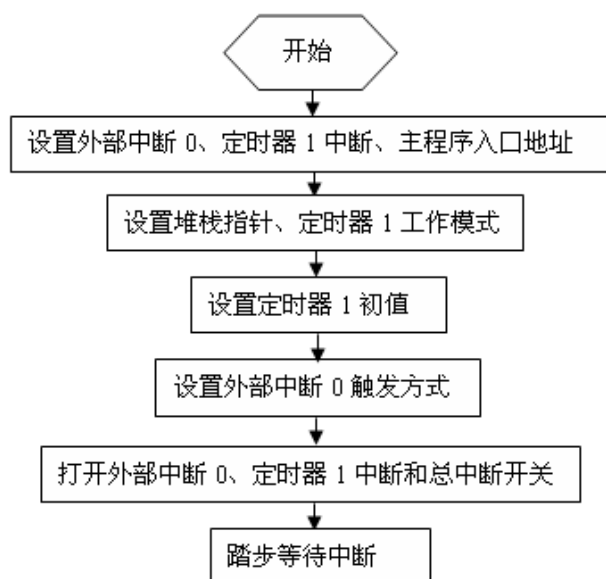 开始
设置外部中断 0、定时器 1 中断、主程序入口地址
设置堆栈指针、定时器 1 工作模式
设置定时器 1 初值
设置外部中断 0 触发方式
打开外部中断 0、定时器 1 中断和总中断开关
踏步等待中断